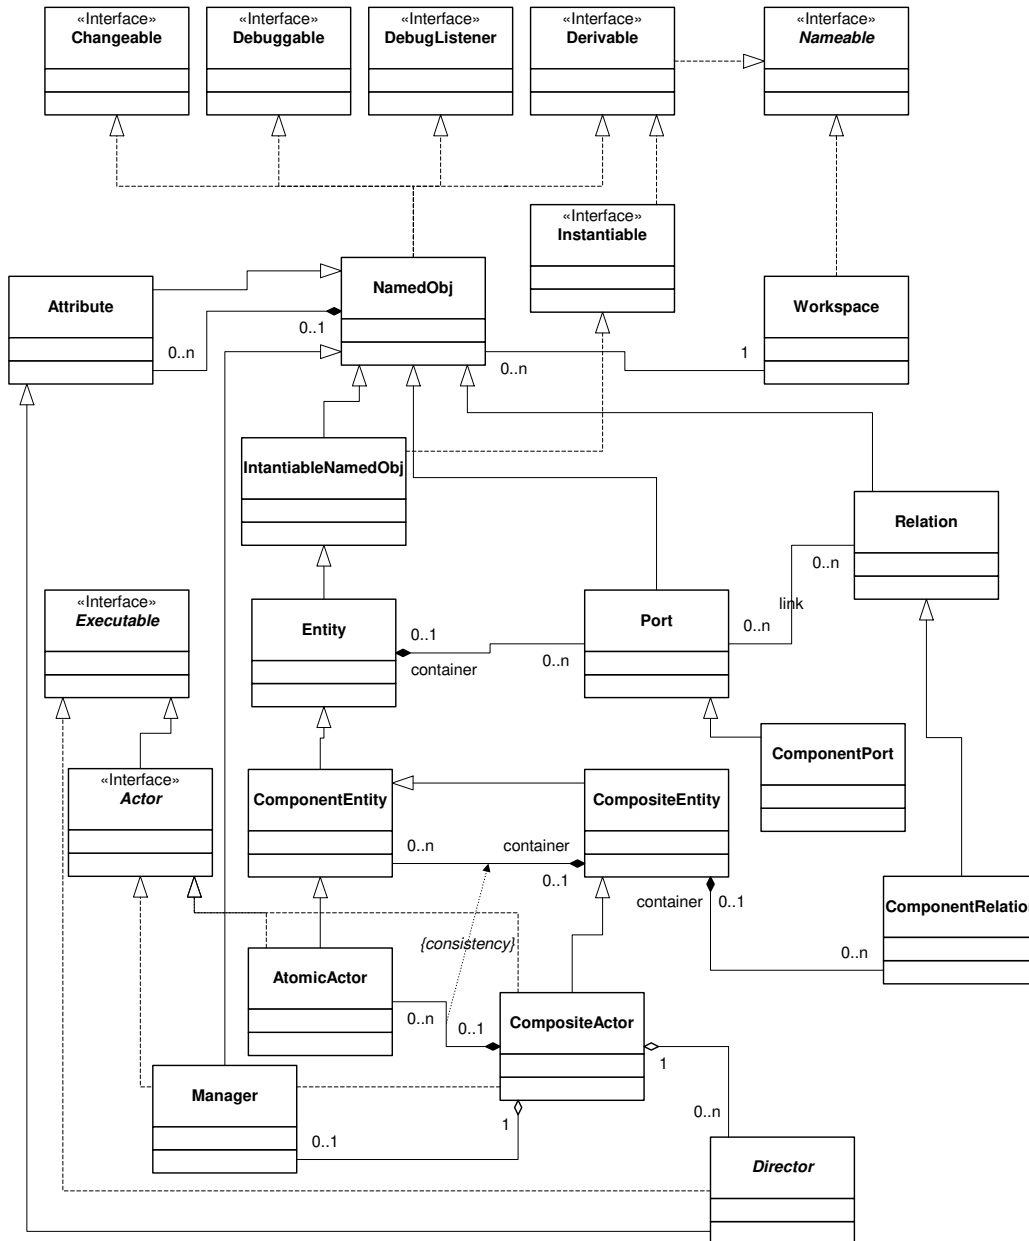 «Interface»
Changeable
«Interface»
Debuggable
«Interface»
DebugListener
«Interface»
Derivable
«Interface»
Nameable
«Interface»
Instantiable
NamedObj
Attribute
Workspace
0..1
0..n
0..n
1
IntantiableNamedObj
Relation
0..n
link
0..n
«Interface»
Executable
Entity
0..1
container
0..n
Port
ComponentPort
«Interface»
Actor
ComponentEntity
CompositeEntity
0..n
container
0..1
container
0..1
ComponentRelation
0..n
{consistency}
AtomicActor
0..n
0..1
CompositeActor
1
0..n
Manager
0..1
1
Director